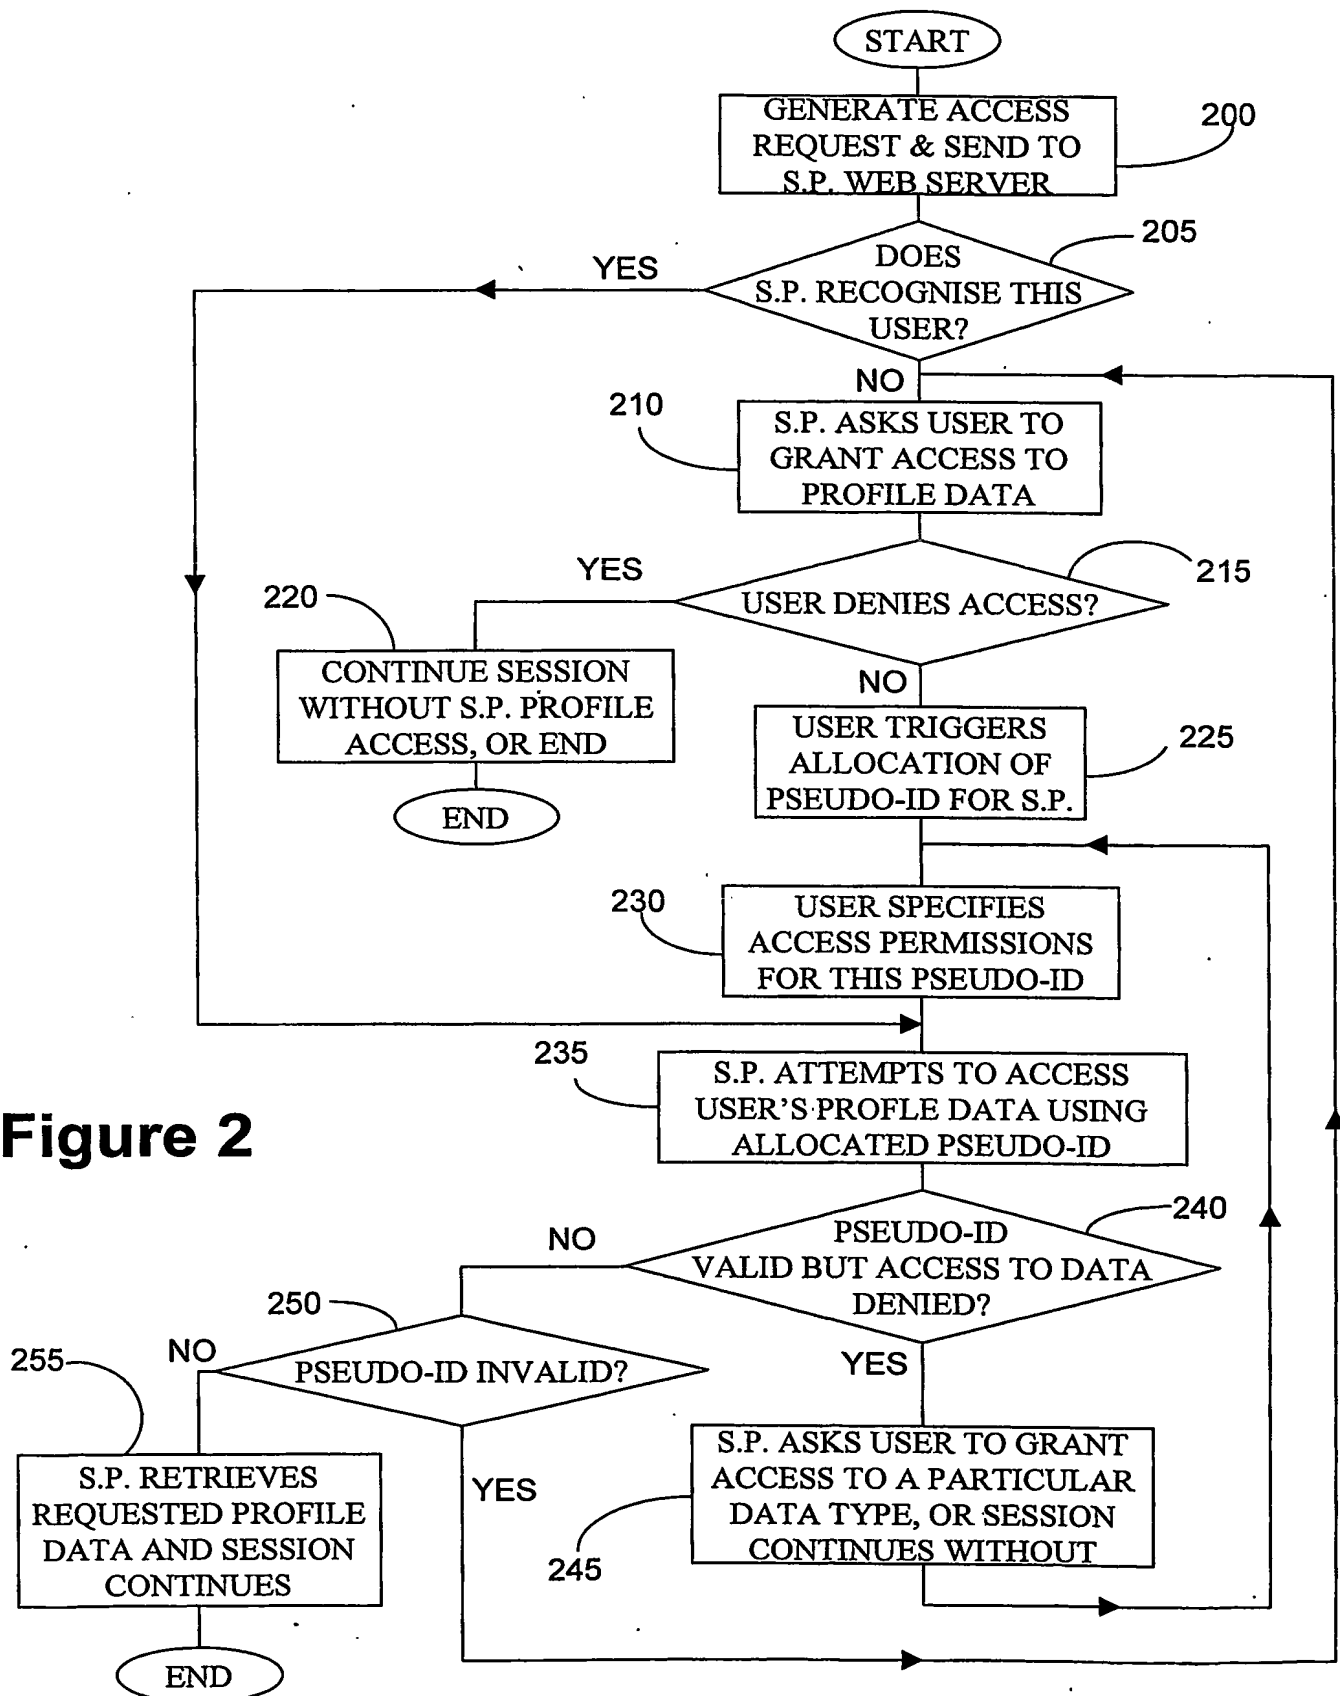 START
GENERATE ACCESS
REQUEST & SEND TO
S.P. WEB SERVER
200
DOES
S.P. RECOGNISE THIS
USER?
205
YES
NO
210
S.P. ASKS USER TO
GRANT ACCESS TO
PROFILE DATA
YES
USER DENIES ACCESS?
215
220
CONTINUE SESSION
WITHOUT S.P. PROFILE
ACCESS, OR END
END
NO
USER TRIGGERS
ALLOCATION OF
PSEUDO-ID FOR S.P.
225
230
USER SPECIFIES
ACCESS PERMISSIONS
FOR THIS PSEUDO-ID
235
S.P. ATTEMPTS TO ACCESS
USER'S PROFLE DATA USING
ALLOCATED PSEUDO-ID
Figure 2
NO
PSEUDO-ID
VALID BUT ACCESS TO DATA
DENIED?
240
250
PSEUDO-ID INVALID?
NO
255
YES
YES
S.P. RETRIEVES
REQUESTED PROFILE
DATA AND SESSION
CONTINUES
S.P. ASKS USER TO GRANT
ACCESS TO A PARTICULAR
DATA TYPE, OR SESSION
CONTINUES WITHOUT
245
END